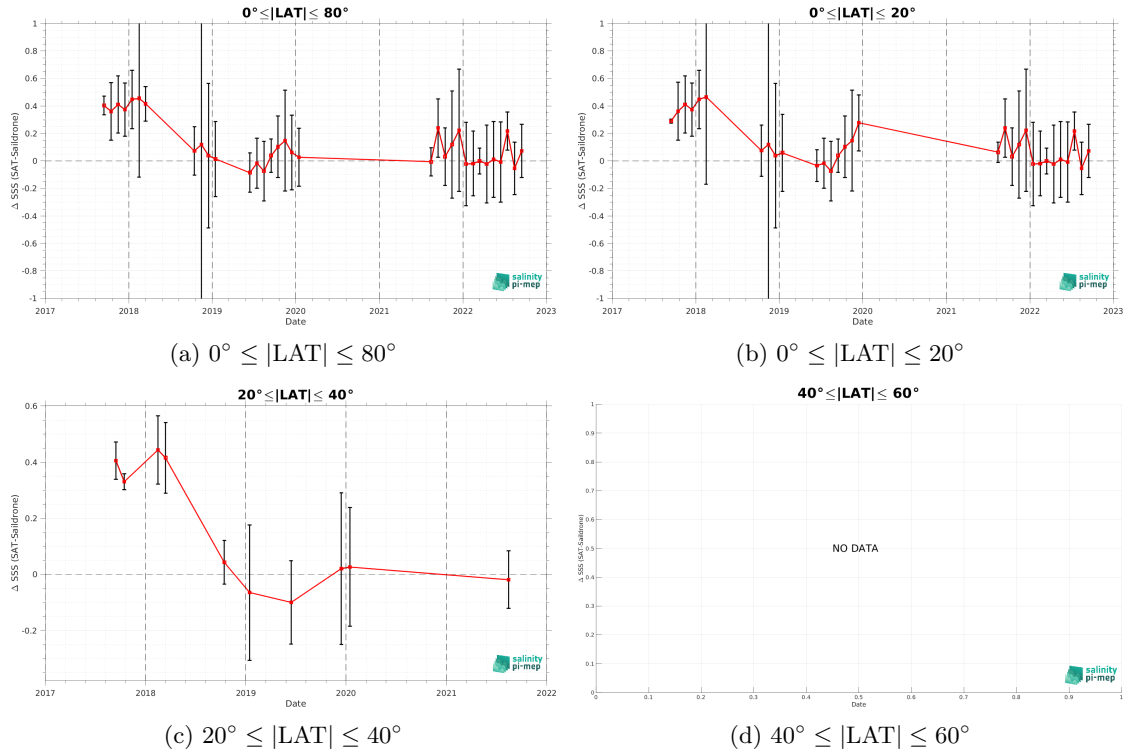 0°≤|LAT|≤ 80°
Δ SSS (SAT-Saildrone)
1
0.8
0.6
0.4
0.2
0
-0.2
-0.4
-0.6
-0.8
-1
2017 2018 2019 2020 2021 2022 2023
Date
salinity
pi-mep
(a) 0° ≤ |LAT| ≤ 80°
0°≤|LAT|≤ 20°
Δ SSS (SAT-Saildrone)
1
0.8
0.6
0.4
0.2
0
-0.2
-0.4
-0.6
-0.8
-1
2017 2018 2019 2020 2021 2022 2023
Date
salinity
pi-mep
(b) 0° ≤ |LAT| ≤ 20°
20°≤|LAT|≤ 40°
Δ SSS (SAT-Saildrone)
0.6
0.4
0.2
0
-0.2
2017 2018 2019 2020 2021 2022
Date
salinity
pi-mep
(c) 20° ≤ |LAT| ≤ 40°
40°≤|LAT|≤ 60°
Δ SSS (SAT-Saildrone)
1
0.9
0.8
0.7
0.6
0.5
0.4
0.3
0.2
0.1
0
NO DATA
0 0.1 0.2 0.3 0.4 0.5 0.6 0.7 0.8 0.9 1
Date
salinity
pi-mep
(d) 40° ≤ |LAT| ≤ 60°